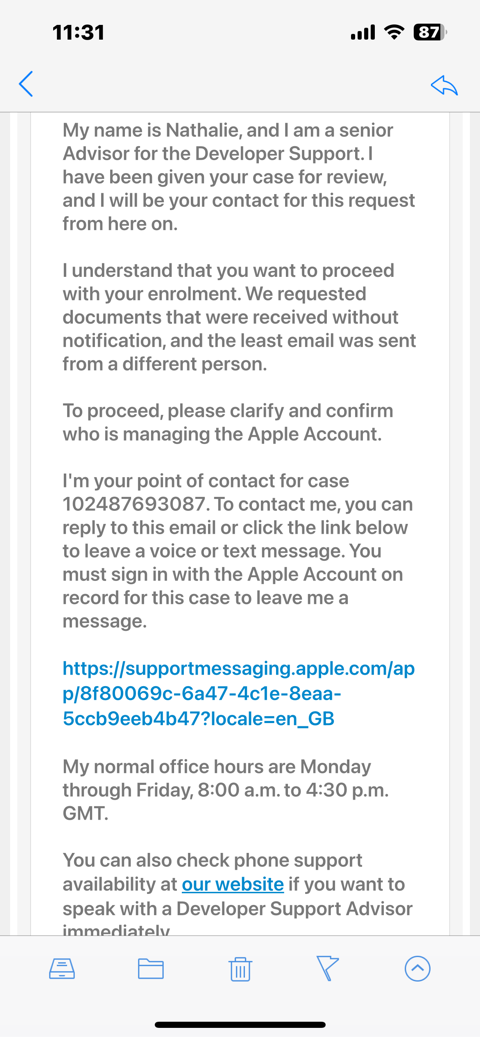 11:31
87
My name is Nathalie, and I am a senior
Advisor for the Developer Support. I
have been given your case for review,
and I will be your contact for this request
from here on.
I understand that you want to proceed
with your enrolment. We requested
documents that were received without
notification, and the least email was sent
from a different person.
To proceed, please clarify and confirm
who is managing the Apple Account.
I'm your point of contact for case
102487693087. To contact me, you can
reply to this email or click the link below
to leave a voice or text message. You
must sign in with the Apple Account on
record for this case to leave me a
message.
https://supportmessaging.apple.com/ap
p/8f80069c-6a47-4c1e-8eaa-
5ccb9eeb4b47?locale=en_GB
My normal office hours are Monday
through Friday, 8:00 a.m. to 4:30 p.m.
GMT.
You can also check phone support
availability at our website if you want to
speak with a Developer Support Advisor
immediately